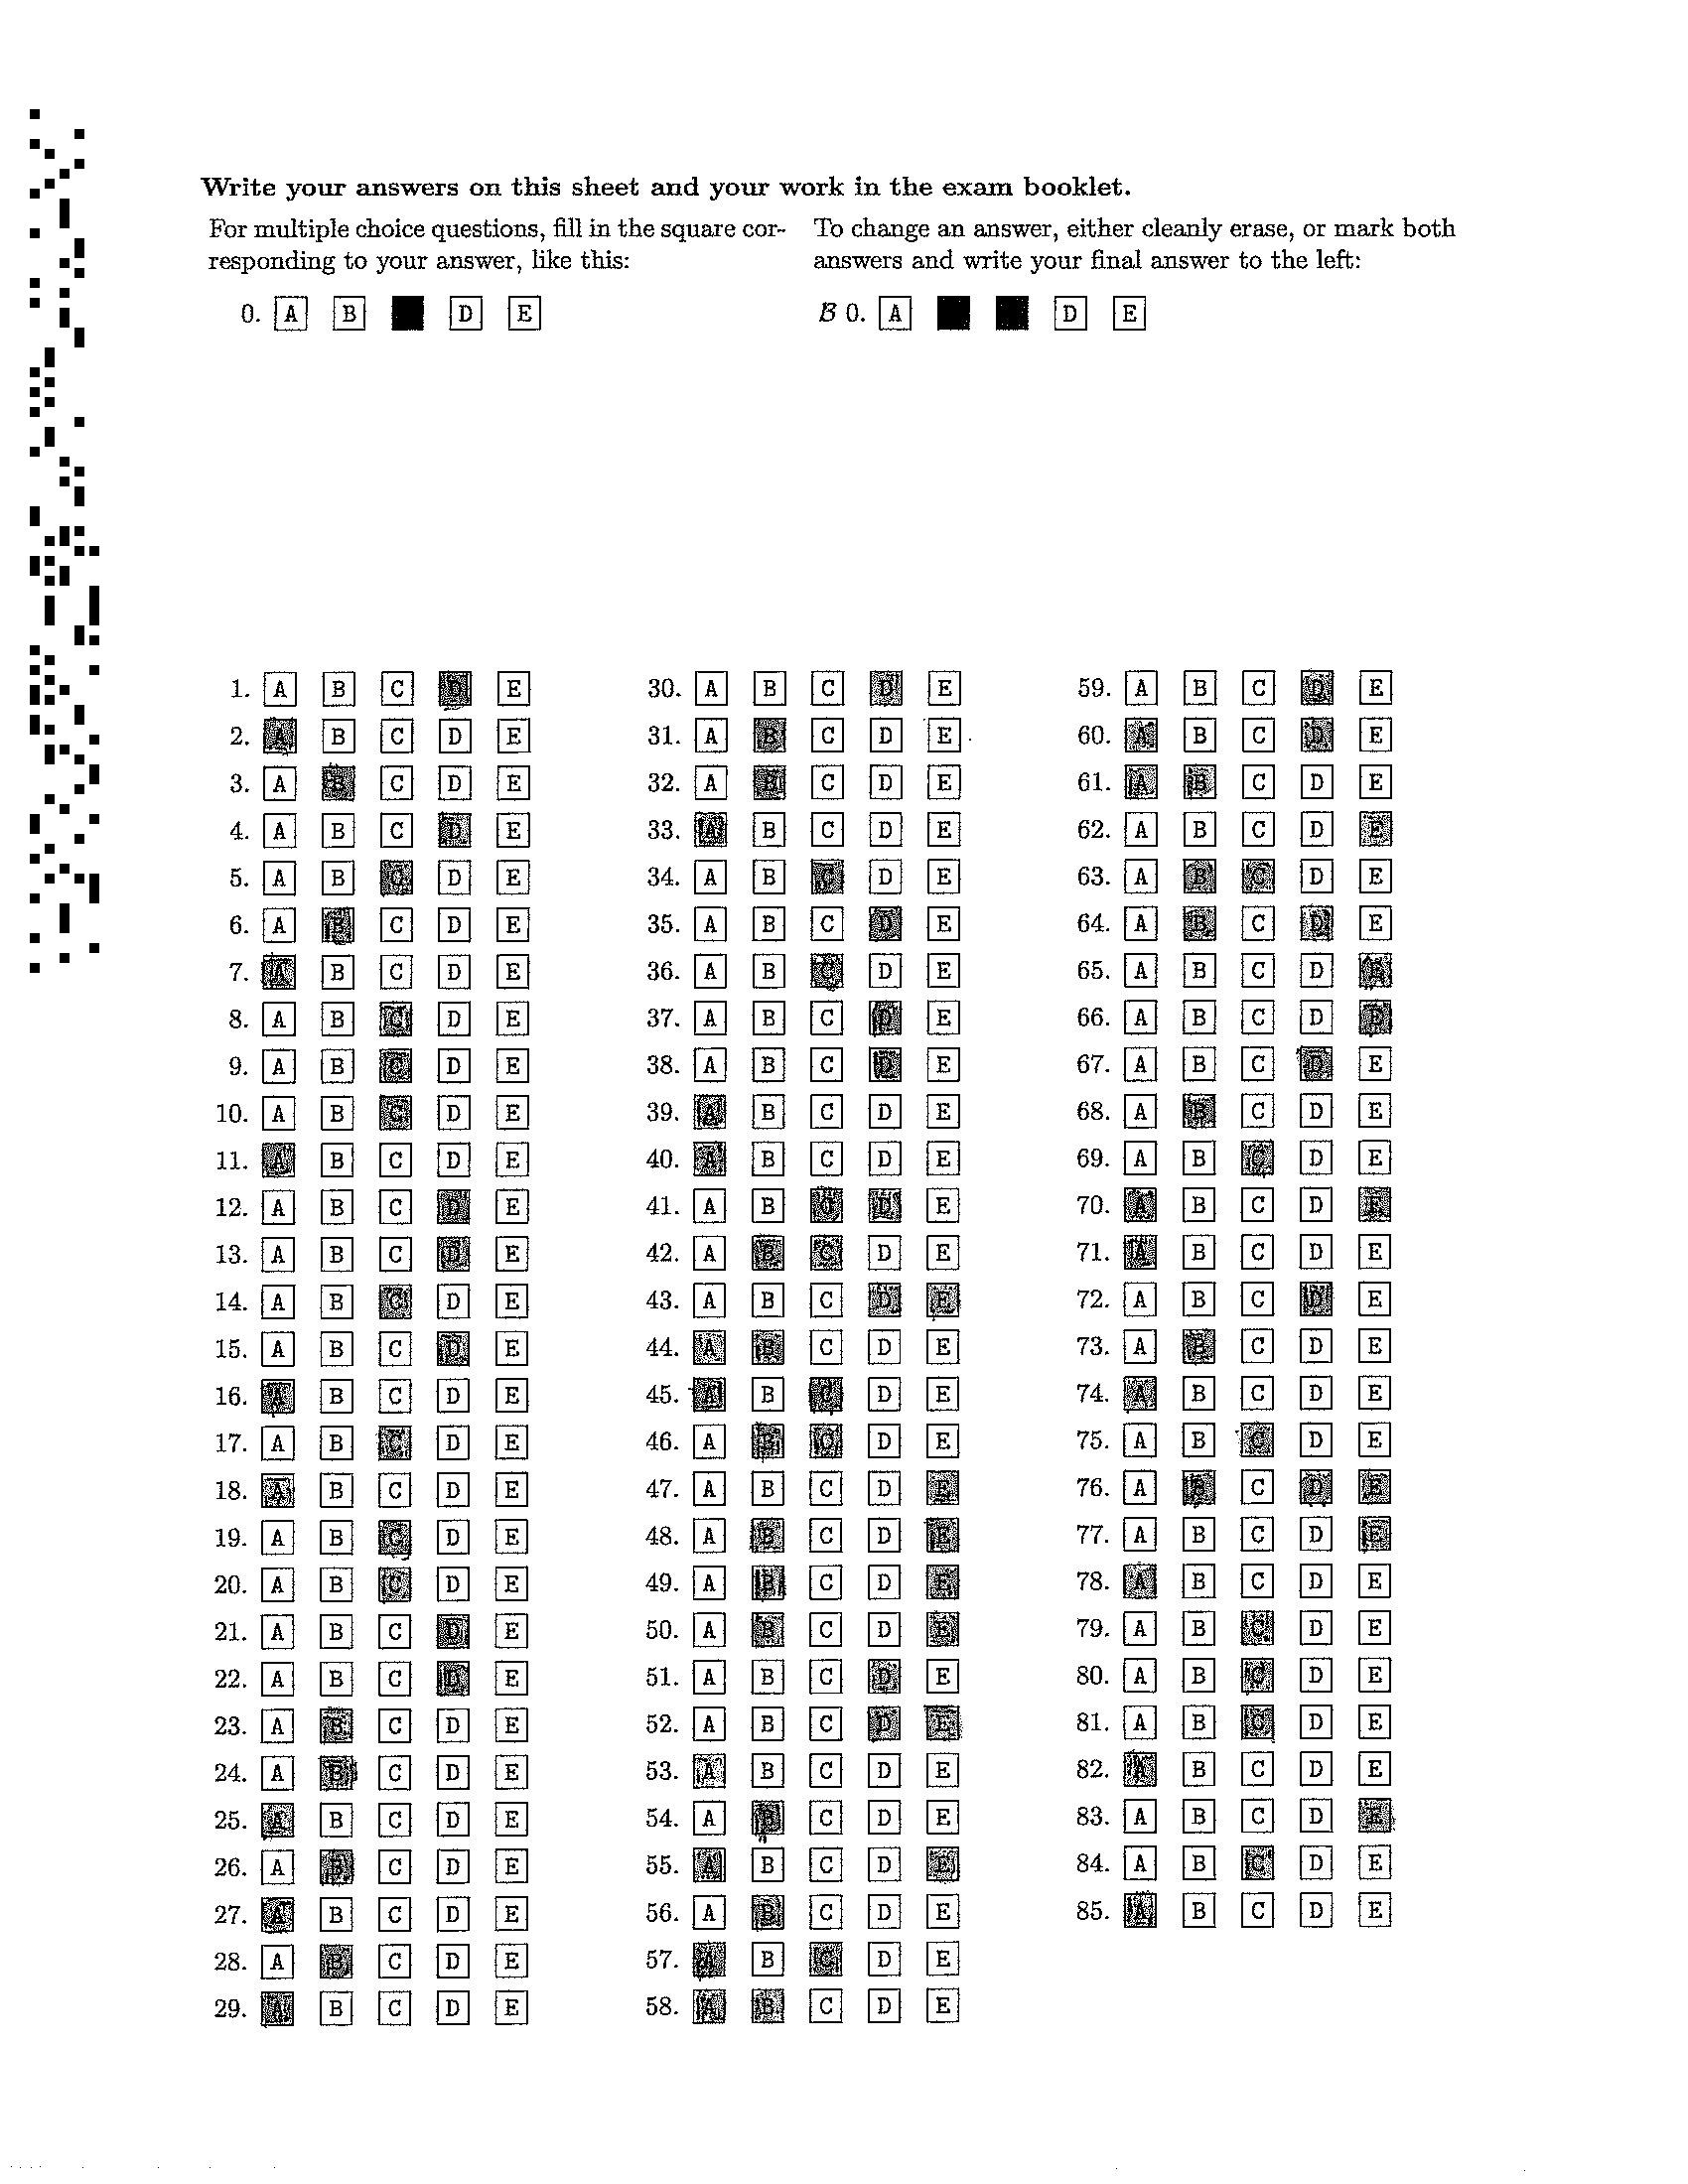 Write your answers on this sheet and your work in the exam booklet.
For multiple choice questions, fill in the square cor-
responding to your answer, like this:
0. A B D E
To change an answer, either cleanly erase, or mark both
answers and write your final answer to the left:
B 0. A D E
1. A B C D E
2. A B C D E
3. A B C D E
4. A B C D E
5. A B C D E
6. A B C D E
7. A B C D E
8. A B C D E
9. A B C D E
10. A B C D E
11. A B C D E
12. A B C D E
13. A B C D E
14. A B C D E
15. A B C D E
16. A B C D E
17. A B C D E
18. A B C D E
19. A B C D E
20. A B C D E
21. A B C D E
22. A B C D E
23. A B C D E
24. A B C D E
25. A B C D E
26. A B C D E
27. A B C D E
28. A B C D E
29. A B C D E
30. A B C D E
31. A B C D E
32. A B C D E
33. A B C D E
34. A B C D E
35. A B C D E
36. A B C D E
37. A B C D E
38. A B C D E
39. A B C D E
40. A B C D E
41. A B C D E
42. A B C D E
43. A B C D E
44. A B C D E
45. A B C D E
46. A B C D E
47. A B C D E
48. A B C D E
49. A B C D E
50. A B C D E
51. A B C D E
52. A B C D E
53. A B C D E
54. A B C D E
55. A B C D E
56. A B C D E
57. A B C D E
58. A B C D E
59. A B C D E
60. A B C D E
61. A B C D E
62. A B C D E
63. A B C D E
64. A B C D E
65. A B C D E
66. A B C D E
67. A B C D E
68. A B C D E
69. A B C D E
70. A B C D E
71. A B C D E
72. A B C D E
73. A B C D E
74. A B C D E
75. A B C D E
76. A B C D E
77. A B C D E
78. A B C D E
79. A B C D E
80. A B C D E
81. A B C D E
82. A B C D E
83. A B C D E
84. A B C D E
85. A B C D E